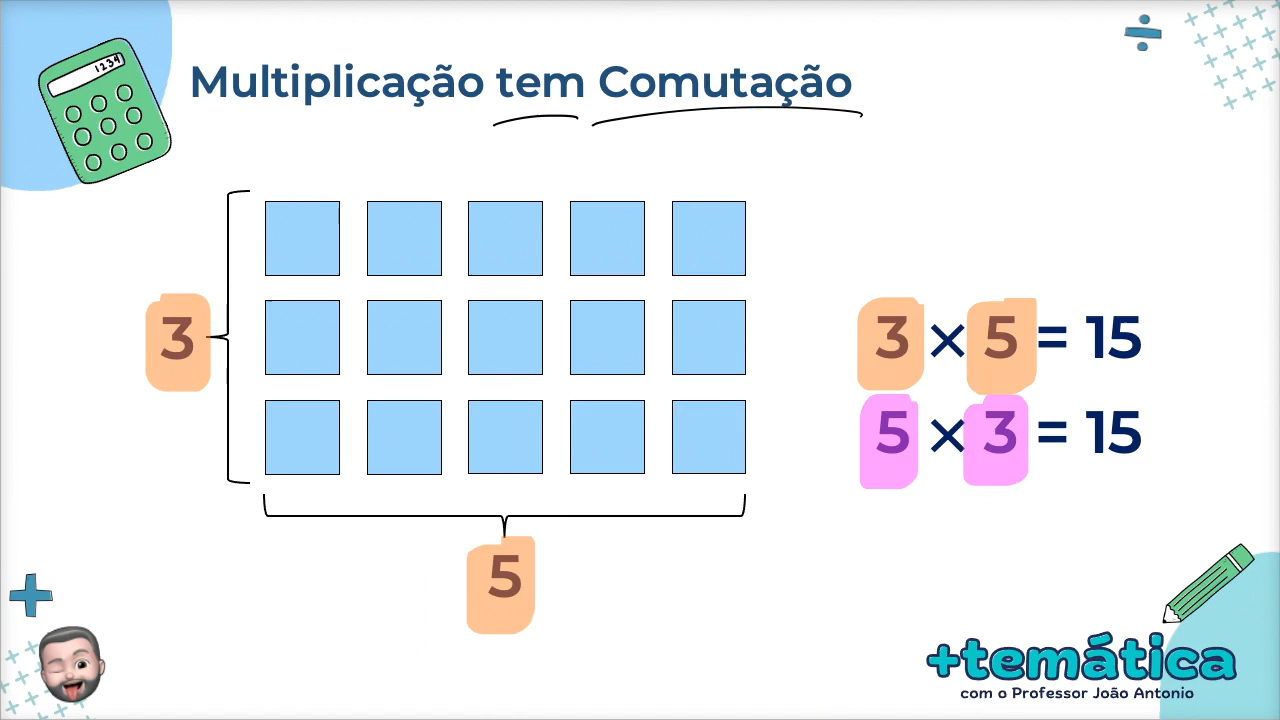 1234
Multiplicação tem Comutação
3
3 × 5 = 15
5 × 3 = 15
5
+temática
com o Professor João Antonio